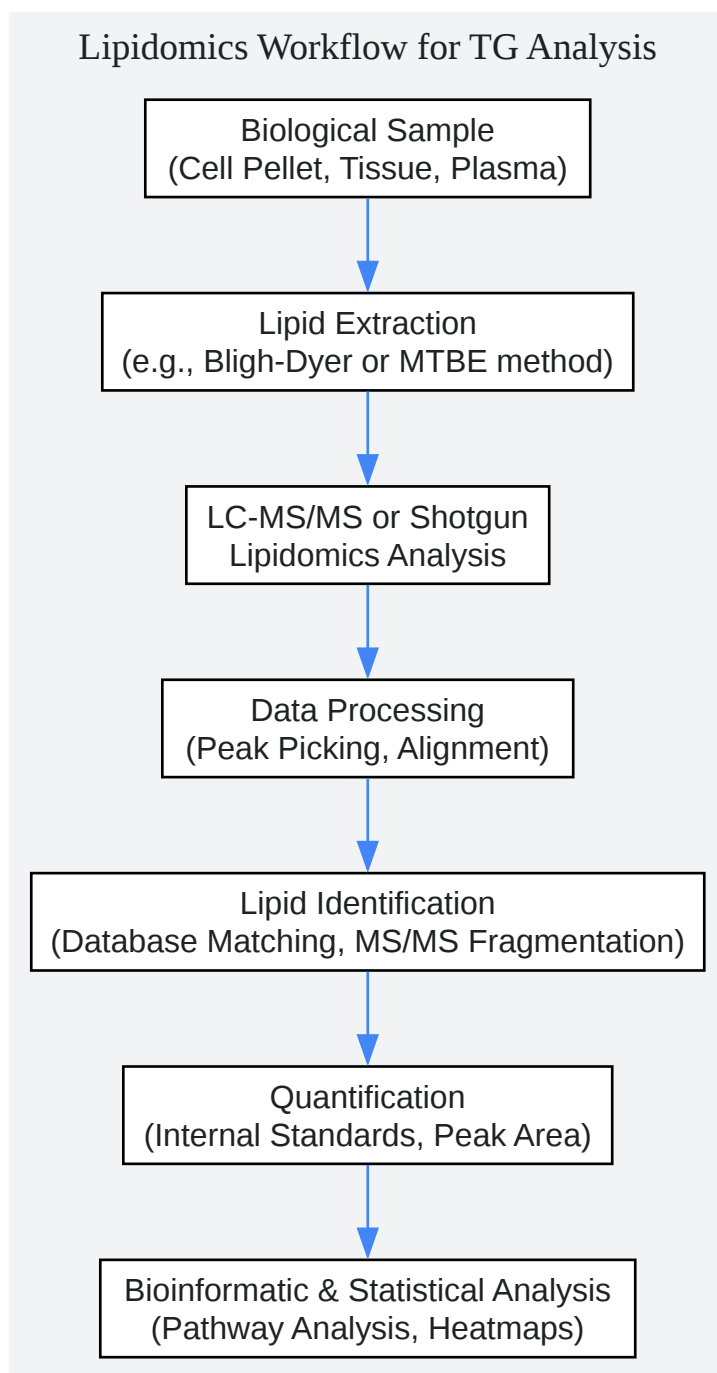 Lipidomics Workflow for TG Analysis
Biological Sample
(Cell Pellet, Tissue, Plasma)
Lipid Extraction
(e.g., Bligh-Dyer or MTBE method)
LC-MS/MS or Shotgun
Lipidomics Analysis
Data Processing
(Peak Picking, Alignment)
Lipid Identification
(Database Matching, MS/MS Fragmentation)
Quantification
(Internal Standards, Peak Area)
Bioinformatic & Statistical Analysis
(Pathway Analysis, Heatmaps)